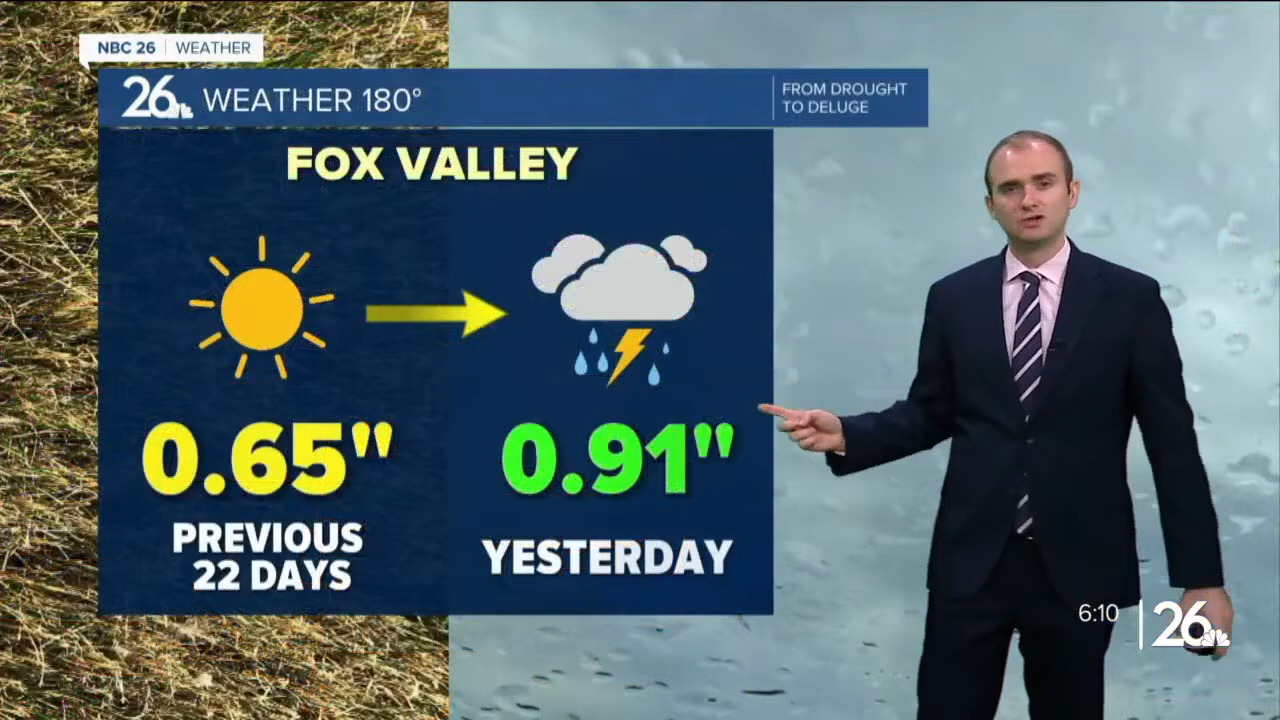 NBC 26 | WEATHER
26 WEATHER 180°
FROM DROUGHT
TO DELUGE
FOX VALLEY
0.65"
PREVIOUS
22 DAYS
0.91"
YESTERDAY
6:10
26